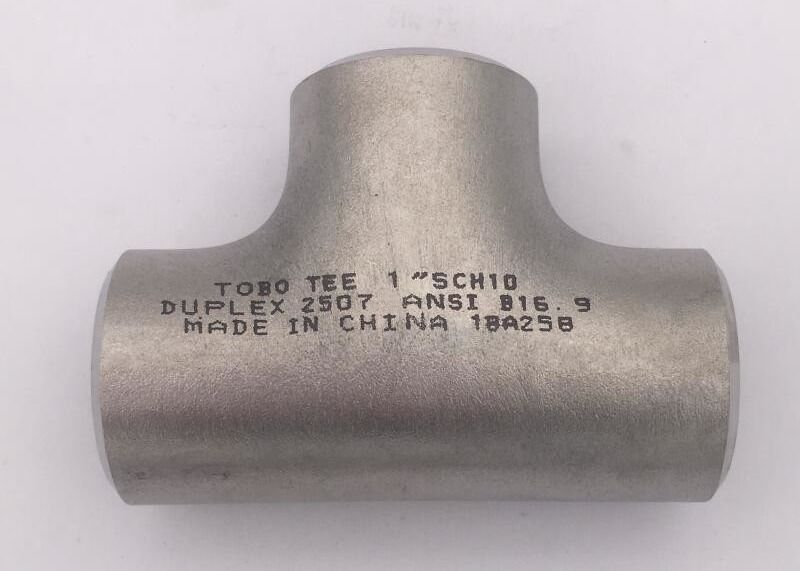 TOBO TEE 1"SCH10
DUPLEX 2507 ANSI B16.9
MADE IN CHINA 18A258